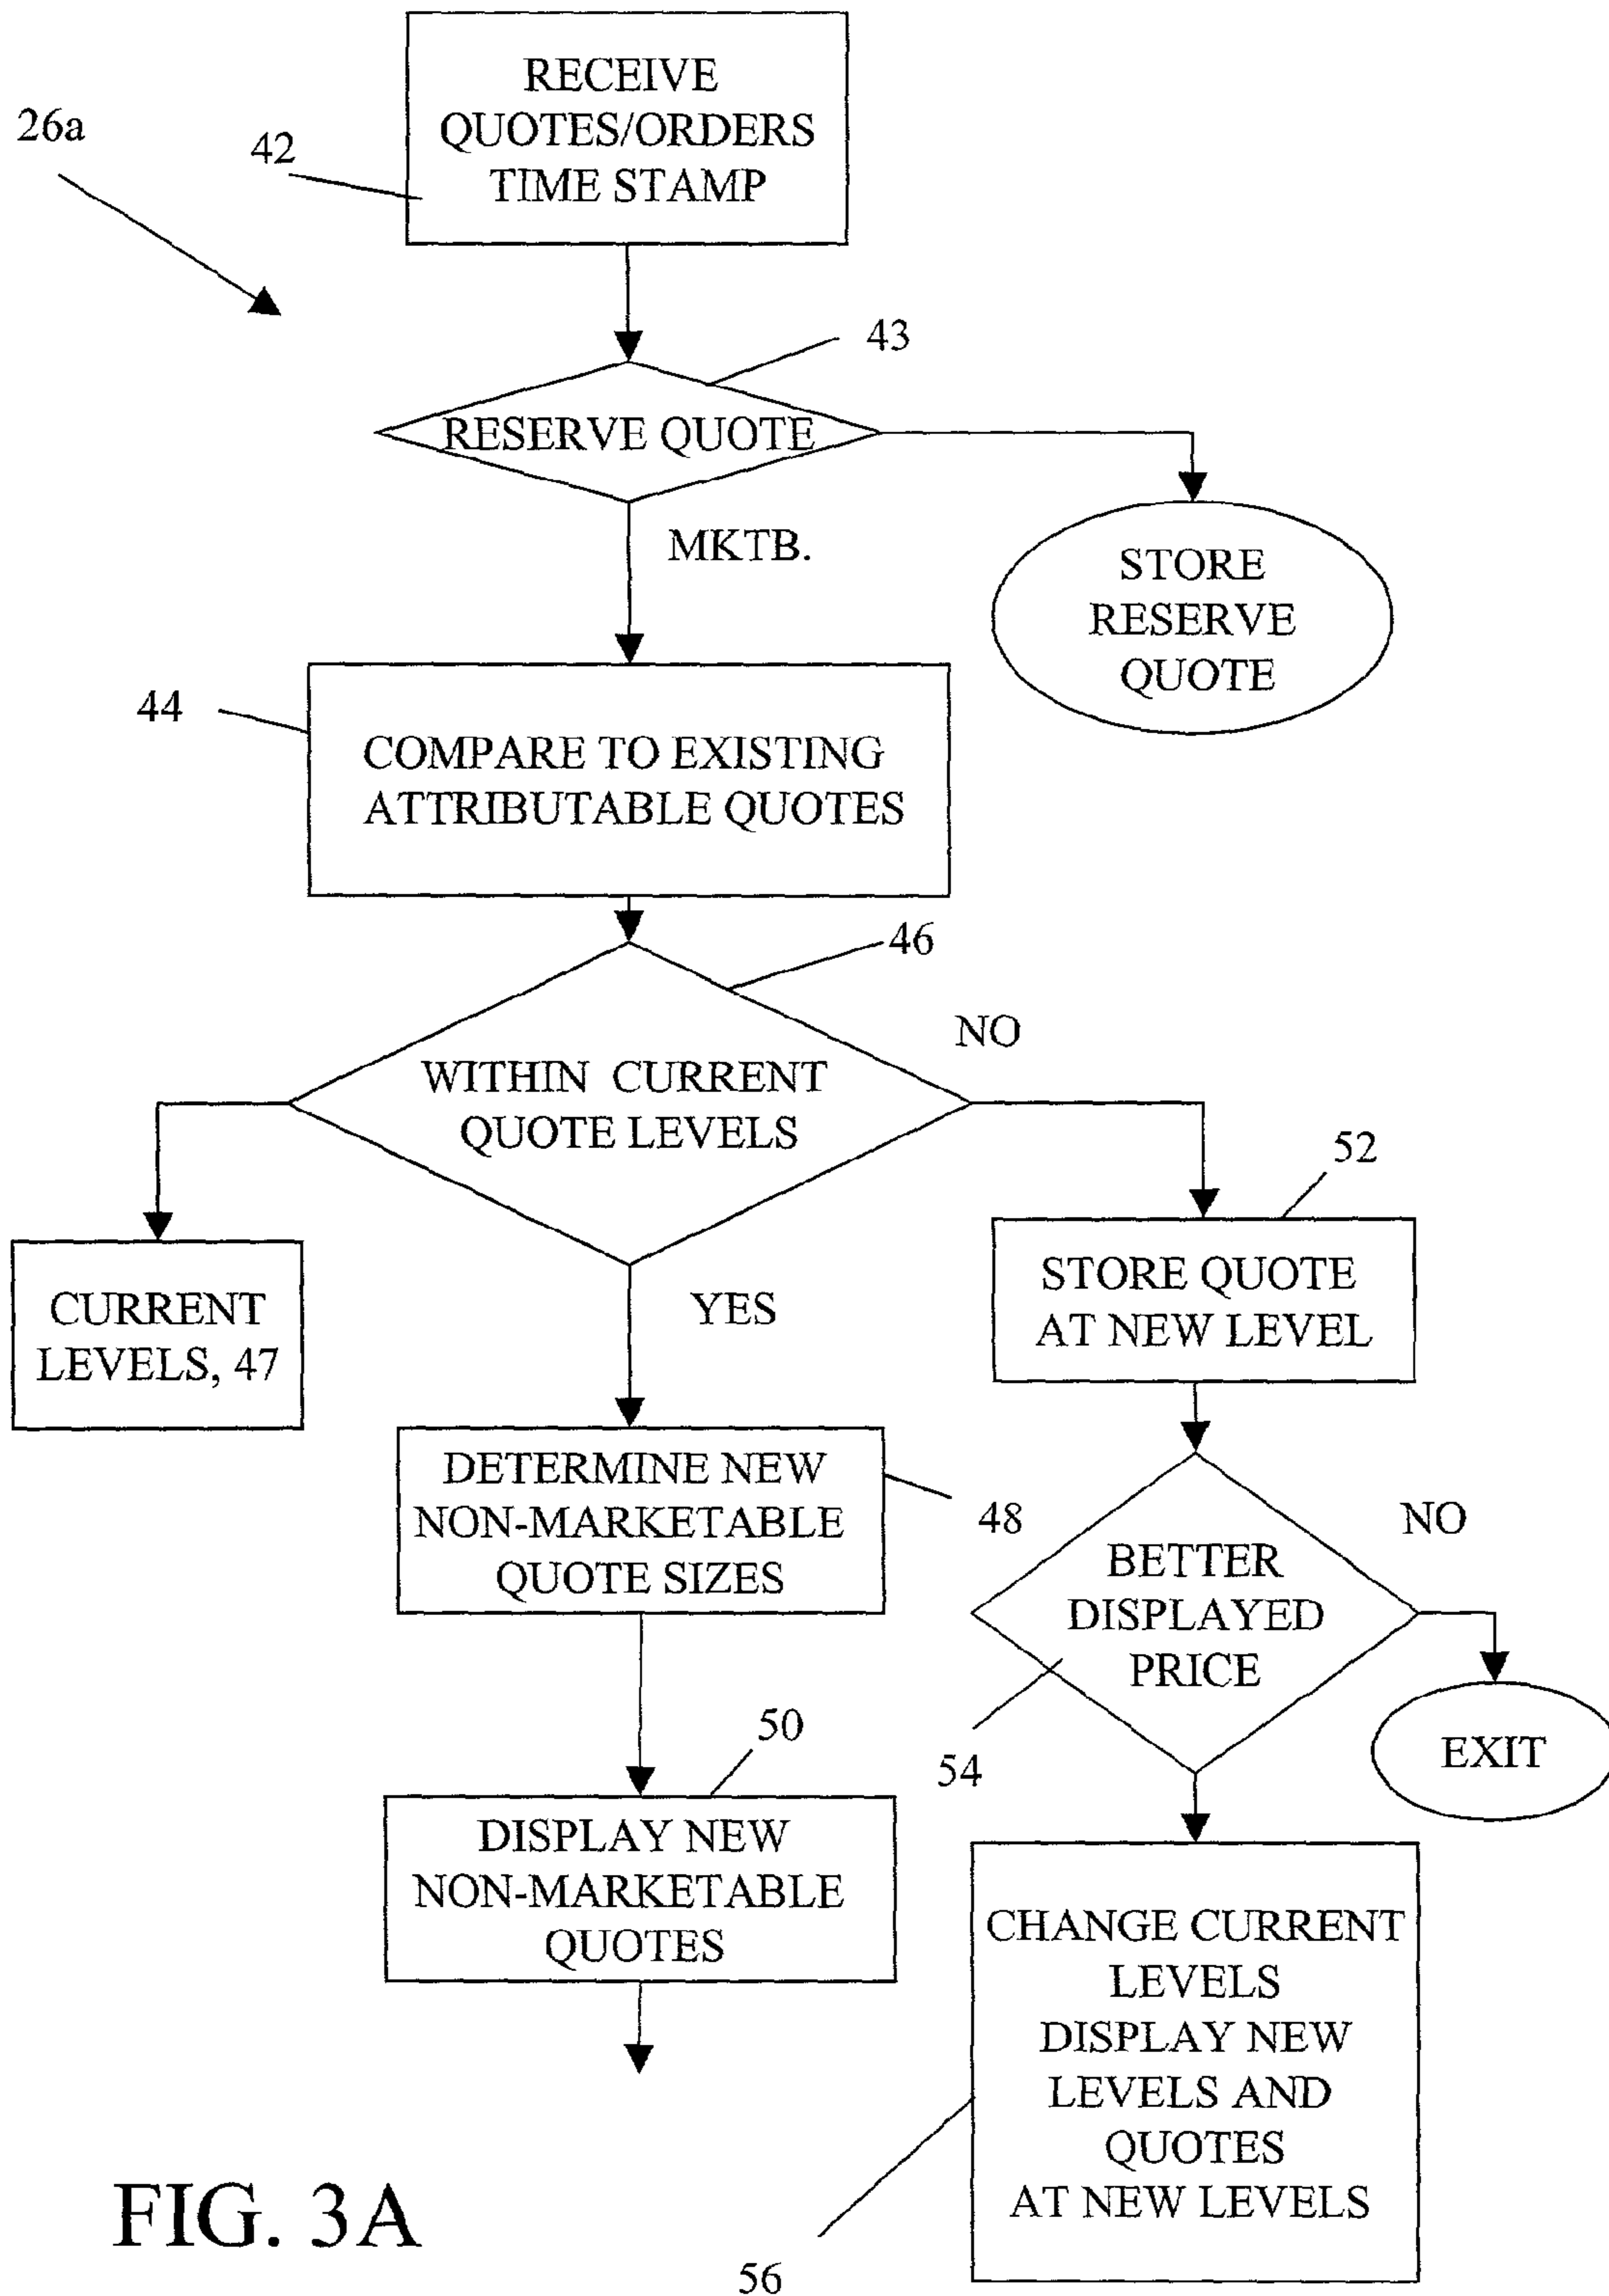 RECEIVE
QUOTES/ORDERS
TIME STAMP
26a
42
43
RESERVE QUOTE
MKTB.
STORE
RESERVE
QUOTE
44
COMPARE TO EXISTING
ATTRIBUTABLE QUOTES
46
NO
WITHIN CURRENT
QUOTE LEVELS
52
CURRENT
LEVELS, 47
YES
STORE QUOTE
AT NEW LEVEL
DETERMINE NEW
NON-MARKETABLE
QUOTE SIZES
48
NO
BETTER
DISPLAYED
PRICE
50
54
EXIT
DISPLAY NEW
NON-MARKETABLE
QUOTES
CHANGE CURRENT
LEVELS
DISPLAY NEW
LEVELS AND
QUOTES
AT NEW LEVELS
56
FIG. 3A